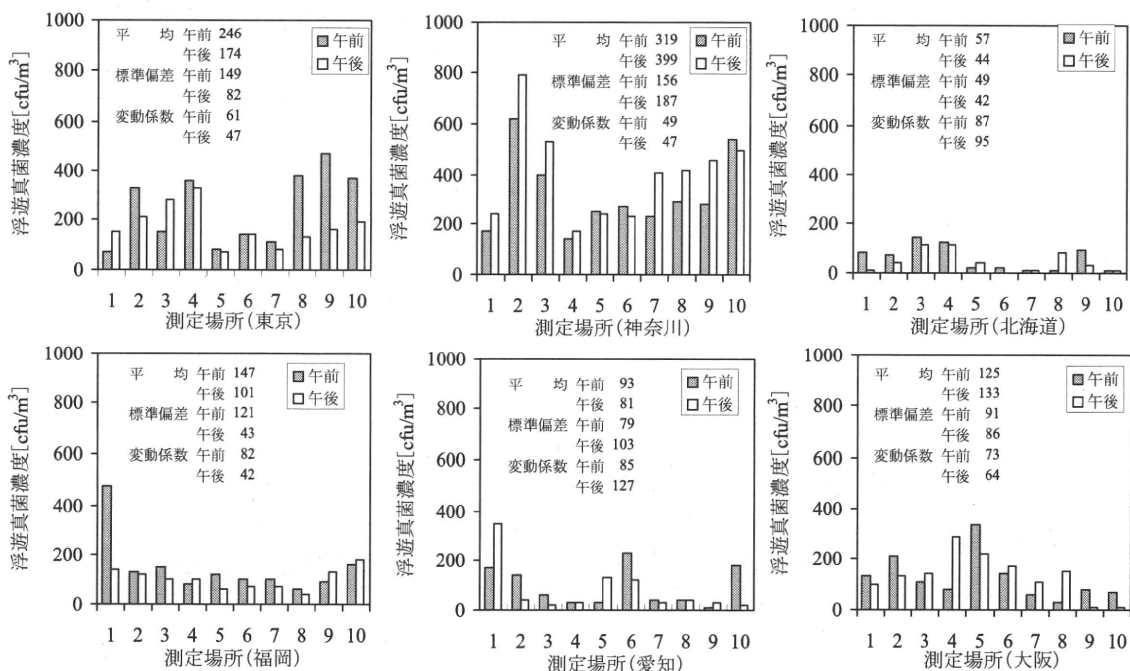 浮遊真菌濃度[cfu/m³]
1000
800
600
400
200
0
平 均 午前 246
午後 174
標準偏差 午前 149
午後 82
変動係数 午前 61
午後 47
午前
午後
1 2 3 4 5 6 7 8 9 10
測定場所(東京)
浮遊真菌濃度[cfu/m³]
1000
800
600
400
200
0
平 均 午前 319
午後 399
標準偏差 午前 156
午後 187
変動係数 午前 49
午後 47
午前
午後
1 2 3 4 5 6 7 8 9 10
測定場所(神奈川)
浮遊真菌濃度[cfu/m³]
1000
800
600
400
200
0
平 均 午前 57
午後 44
標準偏差 午前 49
午後 42
変動係数 午前 87
午後 95
午前
午後
1 2 3 4 5 6 7 8 9 10
測定場所(北海道)
浮遊真菌濃度[cfu/m³]
1000
800
600
400
200
0
平 均 午前 147
午後 101
標準偏差 午前 121
午後 43
変動係数 午前 82
午後 42
午前
午後
1 2 3 4 5 6 7 8 9 10
測定場所(福岡)
浮遊真菌濃度[cfu/m³]
1000
800
600
400
200
0
平 均 午前 93
午後 81
標準偏差 午前 79
午後 103
変動係数 午前 85
午後 127
午前
午後
1 2 3 4 5 6 7 8 9 10
測定場所(愛知)
浮遊真菌濃度[cfu/m³]
1000
800
600
400
200
0
平 均 午前 125
午後 133
標準偏差 午前 91
午後 86
変動係数 午前 73
午後 64
午前
午後
1 2 3 4 5 6 7 8 9 10
測定場所(大阪)